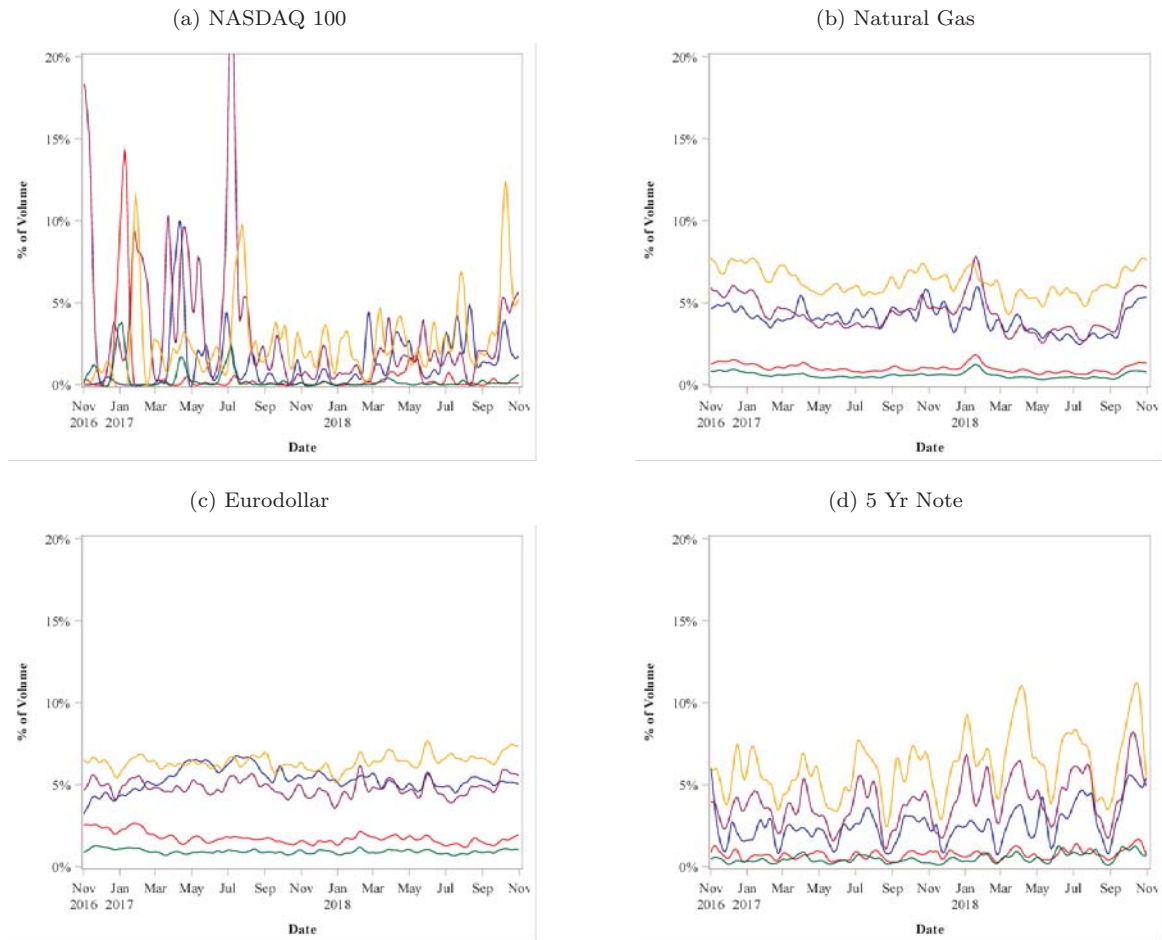 (a) NASDAQ 100
20%
15%
10%
5%
0%
% of Volume
Nov Jan Mar May Jul Sep Nov Jan Mar May Jul Sep Nov
2016 2017 2018
Date
(b) Natural Gas
20%
15%
10%
5%
0%
% of Volume
Nov Jan Mar May Jul Sep Nov Jan Mar May Jul Sep Nov
2016 2017 2018
Date
(c) Eurodollar
20%
15%
10%
5%
0%
% of Volume
Nov Jan Mar May Jul Sep Nov Jan Mar May Jul Sep Nov
2016 2017 2018
Date
(d) 5 Yr Note
20%
15%
10%
5%
0%
% of Volume
Nov Jan Mar May Jul Sep Nov Jan Mar May Jul Sep Nov
2016 2017 2018
Date